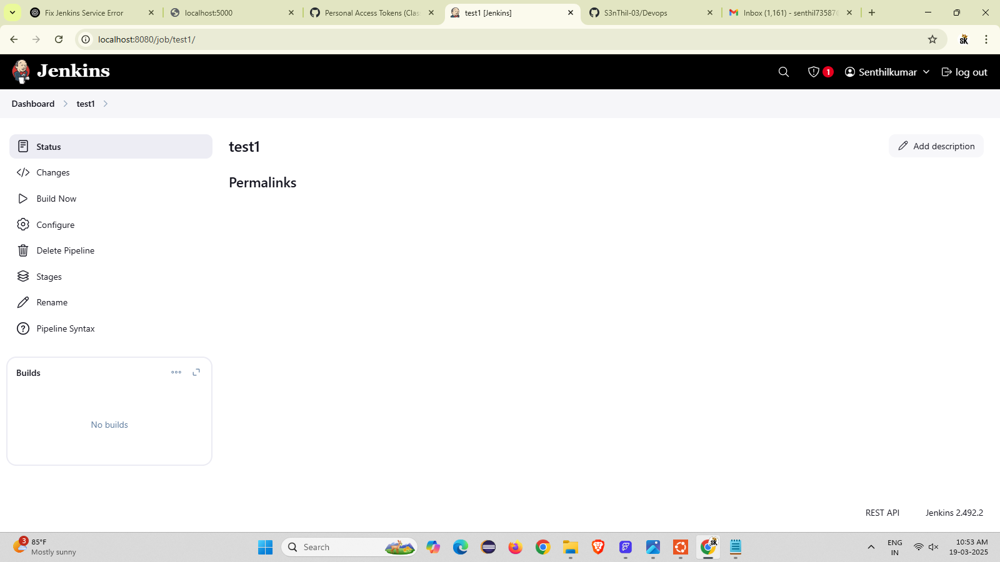 Fix Jenkins Service Error
localhost:5000
Personal Access Tokens (Clas
test1 [Jenkins]
S3nThil-03/Devops
Inbox (1,161) - senthil7358
localhost:8080/job/test1/
SK
Jenkins
1
Senthilkumar
log out
Dashboard
test1
Status
test1
Add description
Changes
Permalinks
Build Now
Configure
Delete Pipeline
Stages
Rename
Pipeline Syntax
Builds
No builds
REST API
Jenkins 2.492.2
3
85°F
Mostly sunny
Search
SK
ENG
IN
10:53 AM
19-03-2025